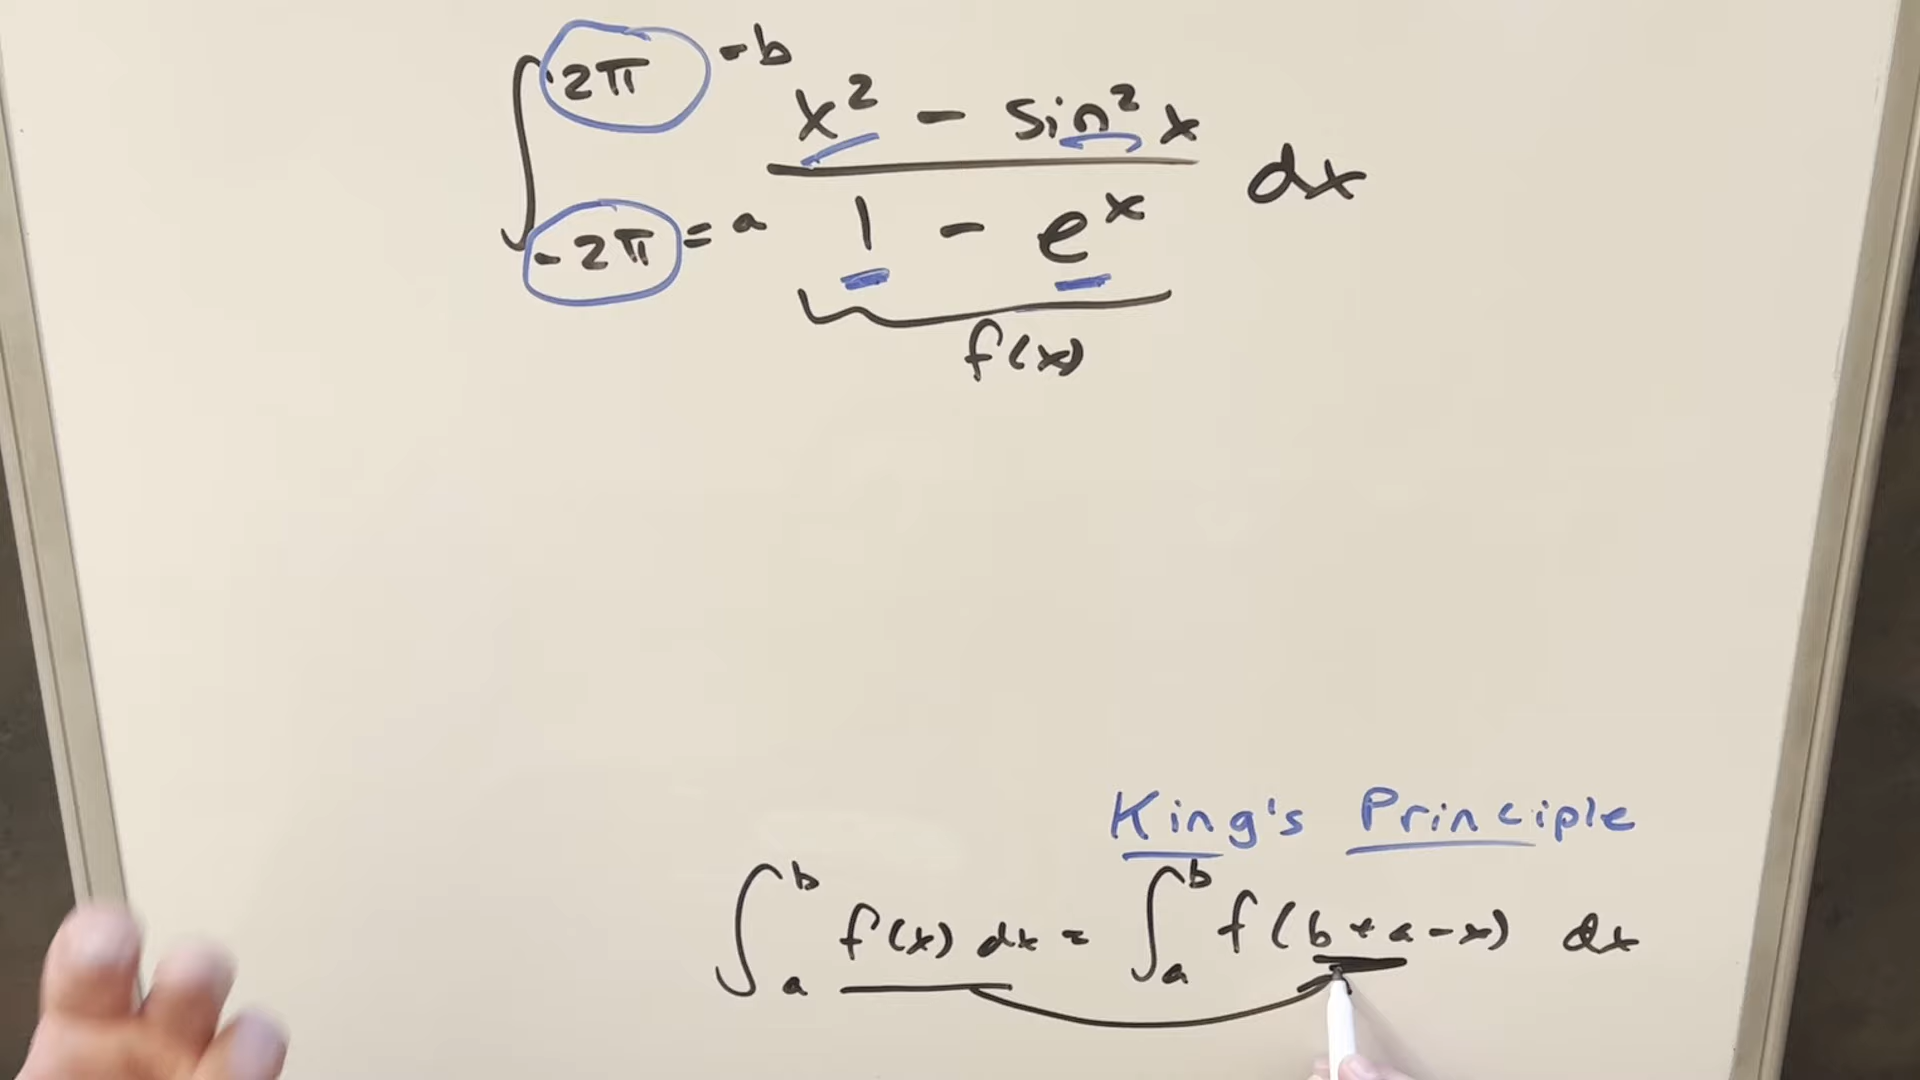 ∫ 2π = b
x² - sin² x
dx
-2π = a
1 - eˣ
f(x)
King's Principle
∫ₐᵇ f(x) dx = ∫ₐᵇ f(b+a-x) dx